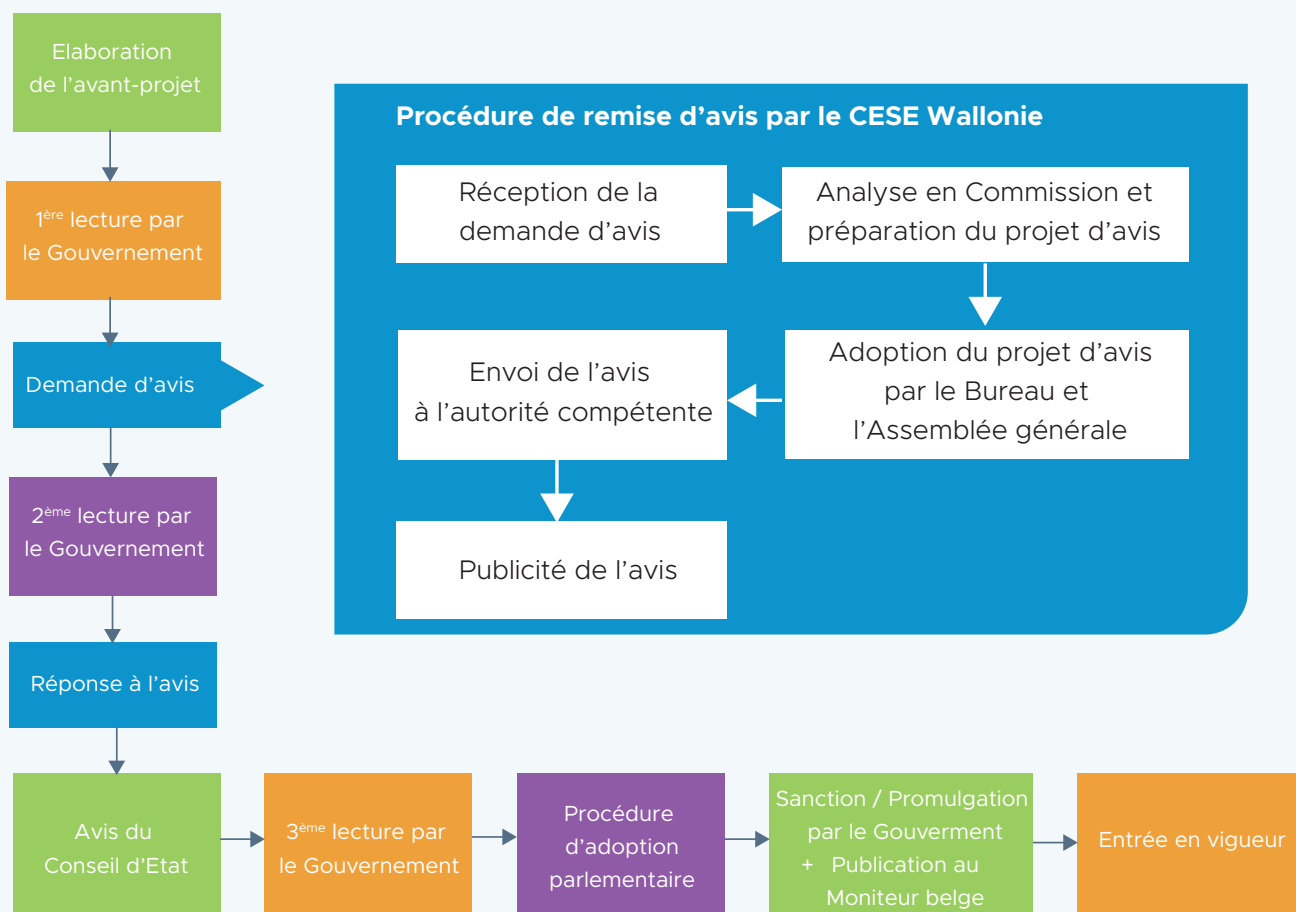 Elaboration
de l'avant-projet
1ère lecture par
le Gouvernement
Demande d'avis
2ème lecture par
le Gouvernement
Réponse à l'avis
Avis du
Conseil d'Etat
3ème lecture par
le Gouvernement
Procédure
d'adoption
parlementaire
Sanction / Promulgation
par le Gouverment
+ Publication au
Moniteur belge
Entrée en vigueur
Procédure de remise d'avis par le CESE Wallonie
Réception de la
demande d'avis
Analyse en Commission et
préparation du projet d'avis
Adoption du projet d'avis
par le Bureau et
l'Assemblée générale
Envoi de l'avis
à l'autorité compétente
Publicité de l'avis